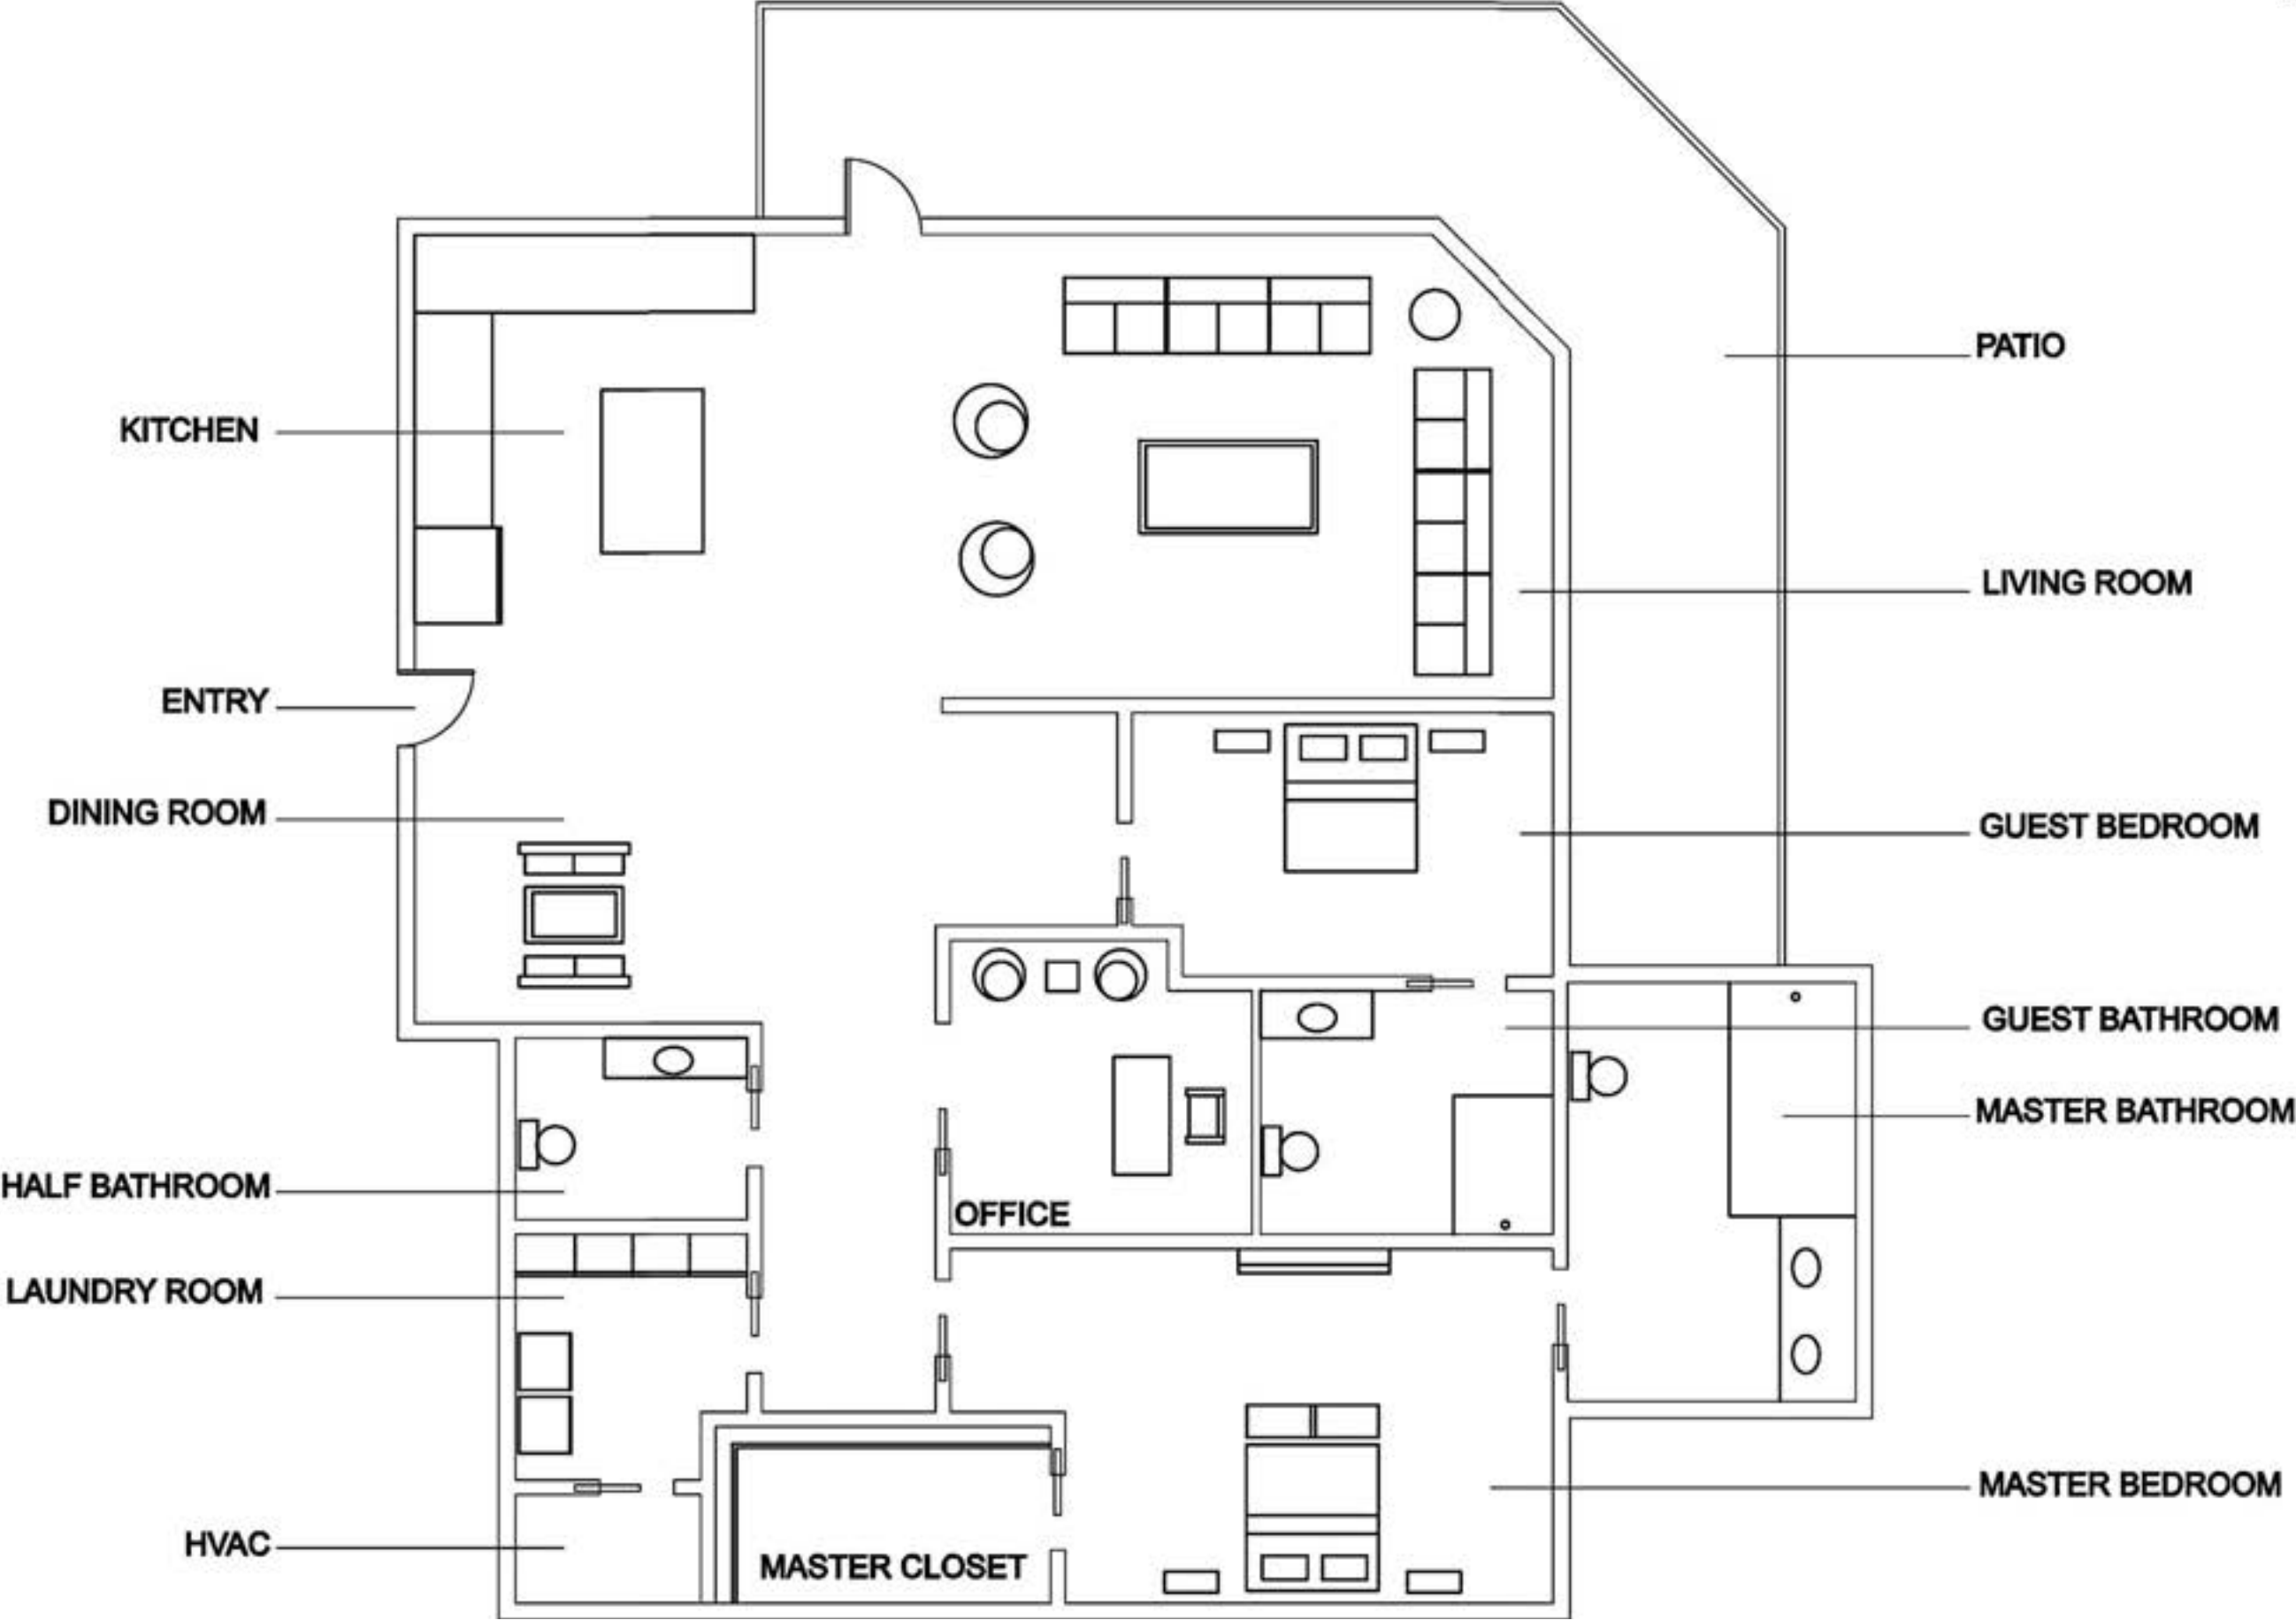 PATIO
KITCHEN
LIVING ROOM
ENTRY
DINING ROOM
GUEST BEDROOM
GUEST BATHROOM
MASTER BATHROOM
HALF BATHROOM
OFFICE
LAUNDRY ROOM
MASTER BEDROOM
HVAC
MASTER CLOSET